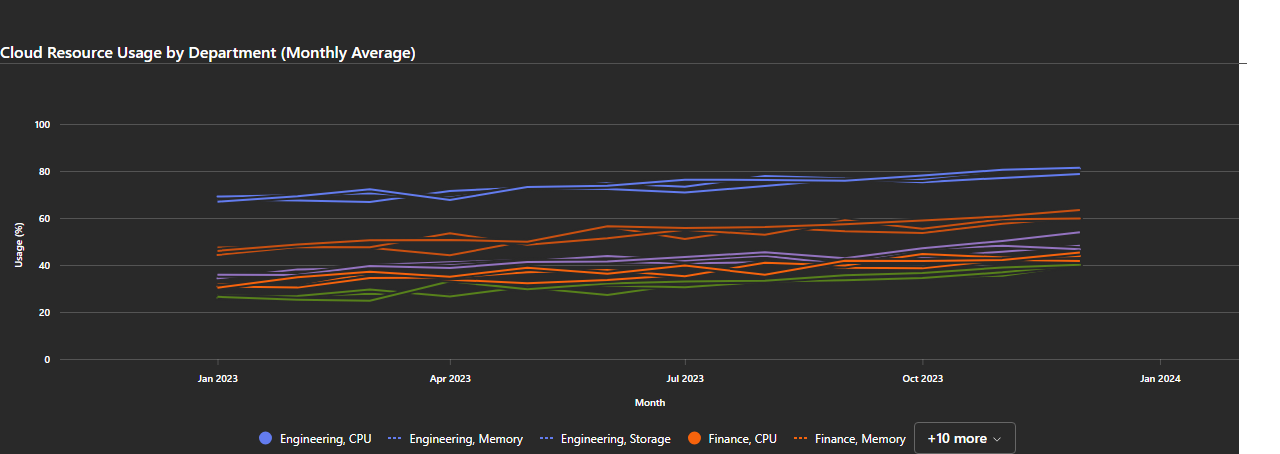 Cloud Resource Usage by Department (Monthly Average)
100
80
60
40
20
0
Usage (%)
Jan 2023 Apr 2023 Jul 2023 Oct 2023 Jan 2024
Month
Engineering, CPU Engineering, Memory Engineering, Storage Finance, CPU Finance, Memory +10 more